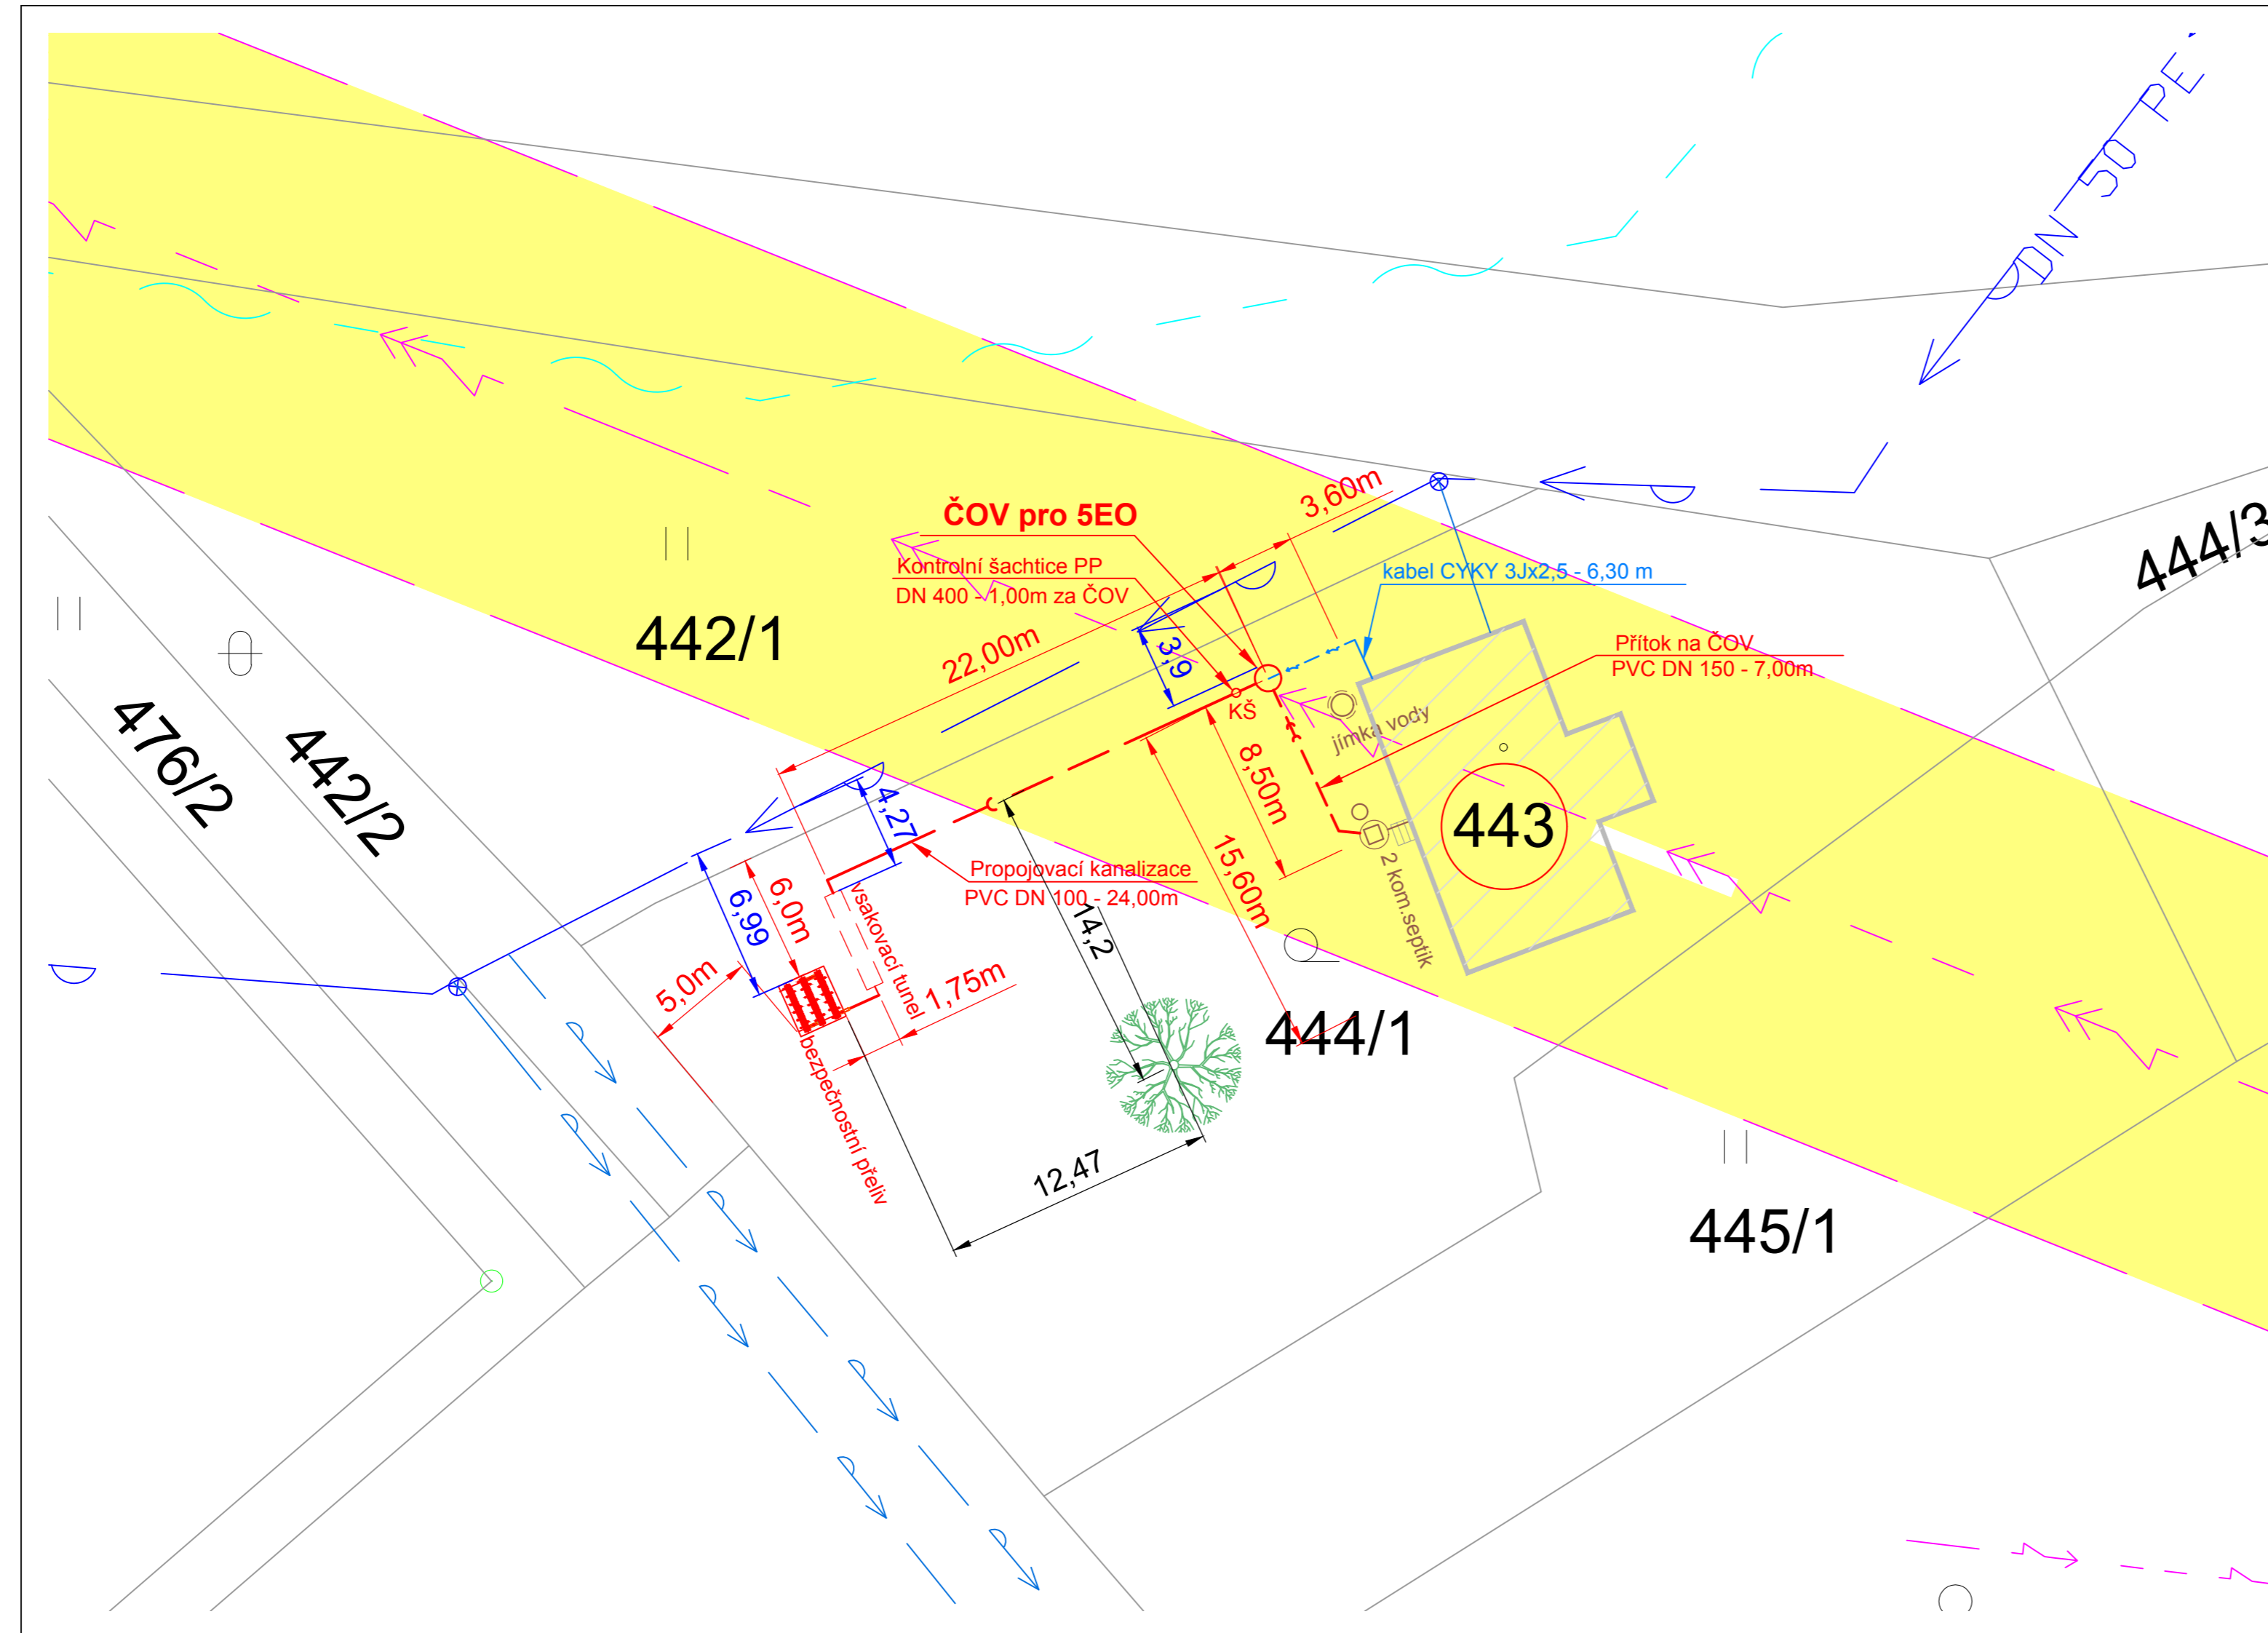 DN 50 PE
444/3
3,60m
ČOV pro 5EO
Kontrolní šachtice PP
DN 400 - 1,00m za ČOV
kabel CYKY 3Jx2,5 - 6,30 m
442/1
22,00m
3,9
Přítok na ČOV
PVC DN 150 - 7,00m
KŠ
jímka vody
476/2
442/2
8,50m
443
4,27
15,60m
2 kom.septik
Propojovací kanalizace
PVC DN 100 - 24,00m
6,99
6,0m
vsakovací tunel
14,2
5,0m
1,75m
444/1
bezpečnostní přeliv
12,47
445/1